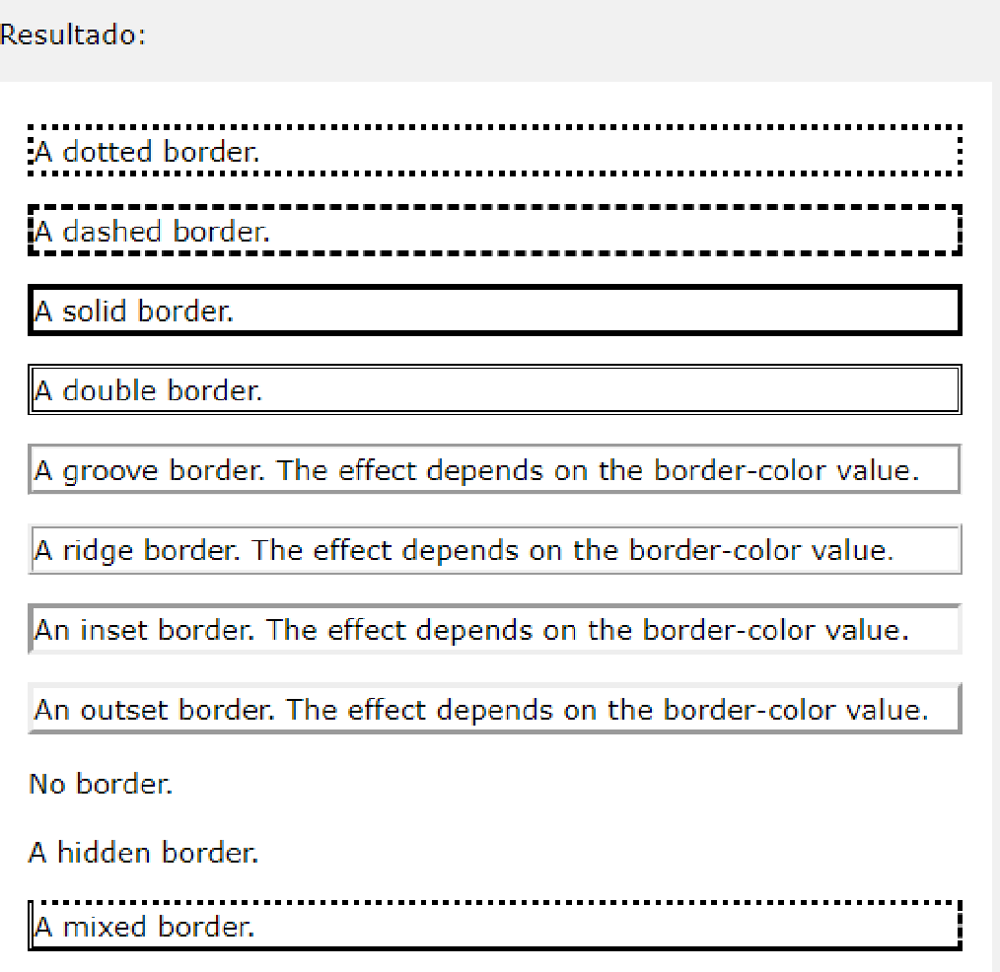 Resultado:
A dotted border.
A dashed border.
A solid border.
A double border.
A groove border. The effect depends on the border-color value.
A ridge border. The effect depends on the border-color value.
An inset border. The effect depends on the border-color value.
An outset border. The effect depends on the border-color value.
No border.
A hidden border.
A mixed border.